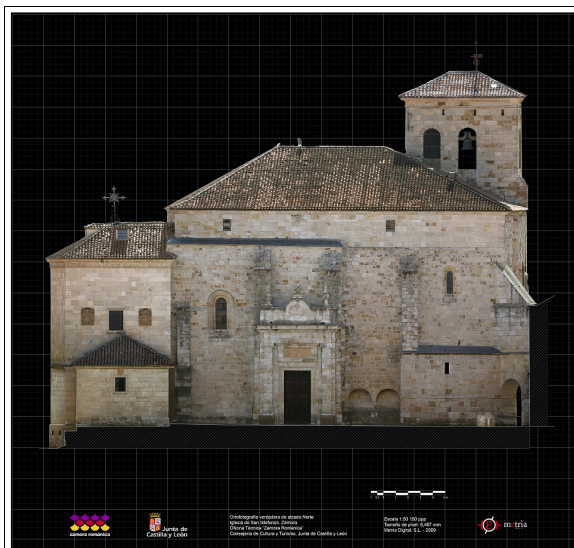 Ortofotografía verdadera de alzado Norte
Iglesia de San Ildefonso. Zamora
Oficina Técnica "Zamora Románica"
Consejería de Cultura y Turismo. Junta de Castilla y León
Escala 1:50 150 ppp
Tamaño de pixel: 8,467 mm
Metria Digital, S.L. - 2009
zamora románica
Junta de
Castilla y León
metria